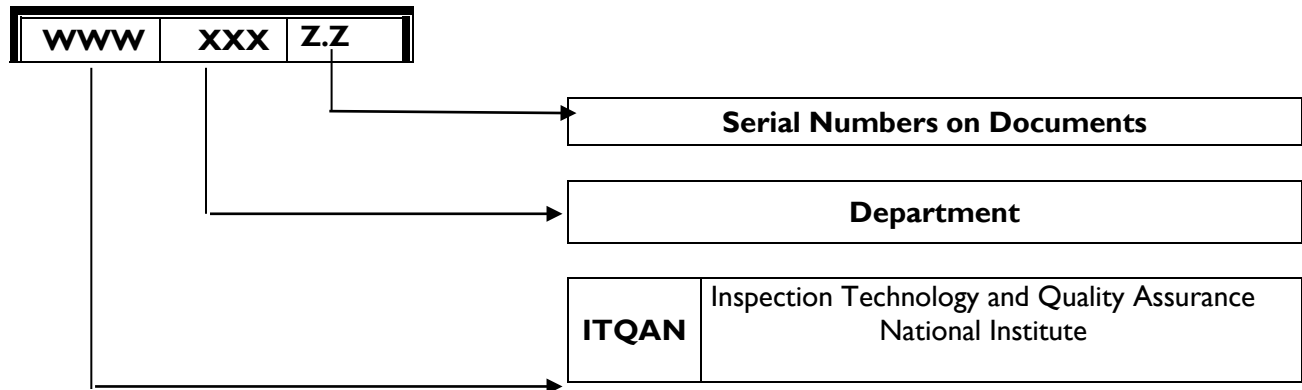 WWW XXX Z.Z
Serial Numbers on Documents
Department
ITQAN
Inspection Technology and Quality Assurance
National Institute